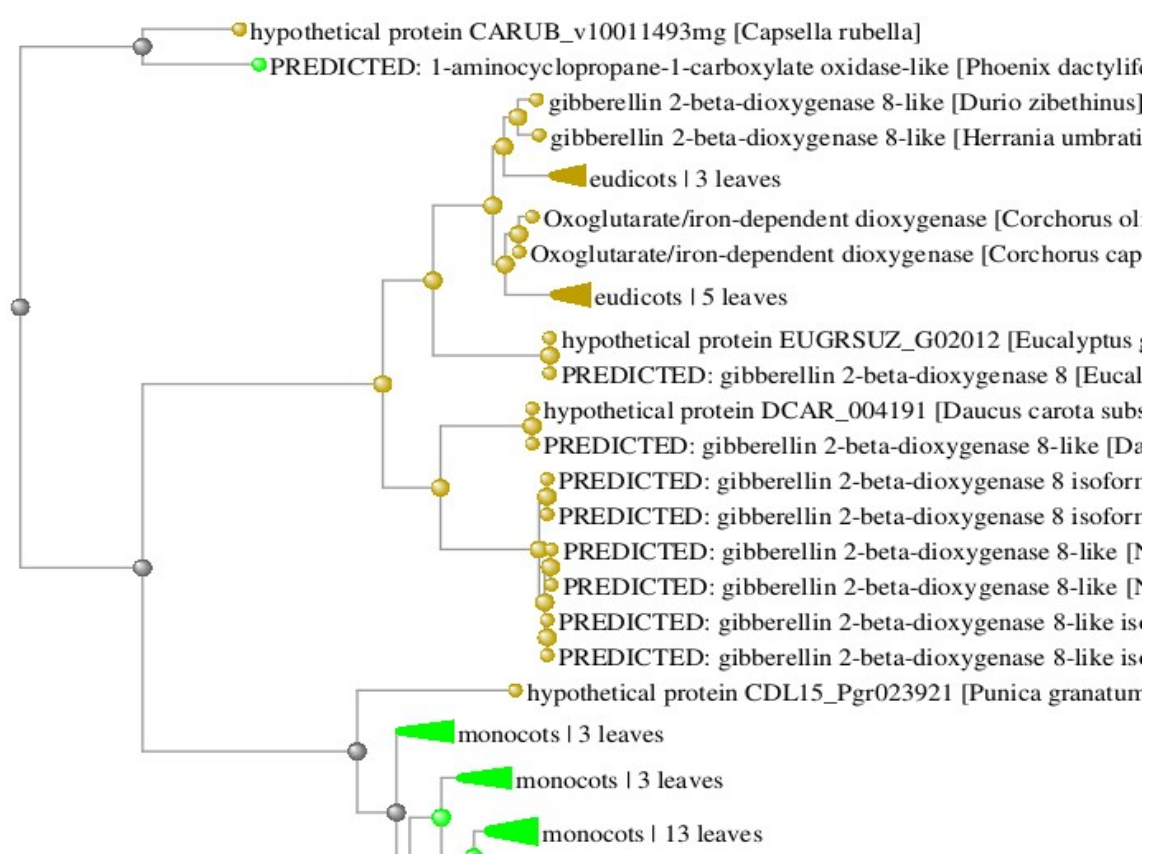 hypothetical protein CARUB_v10011493mg [Capsella rubella]
PREDICTED: 1-aminocyclopropane-1-carboxylate oxidase-like [Phoenix dactylife
gibberellin 2-beta-dioxygenase 8-like [Durio zibethinus]
gibberellin 2-beta-dioxygenase 8-like [Herrania umbrati
eudicots | 3 leaves
Oxoglutarate/iron-dependent dioxygenase [Corchorus oli
Oxoglutarate/iron-dependent dioxygenase [Corchorus cap
eudicots | 5 leaves
hypothetical protein EUGRSUZ_G02012 [Eucalyptus g
PREDICTED: gibberellin 2-beta-dioxygenase 8 [Eucal
hypothetical protein DCAR_004191 [Daucus carota subs
PREDICTED: gibberellin 2-beta-dioxygenase 8-like [Da
PREDICTED: gibberellin 2-beta-dioxygenase 8 isoform
PREDICTED: gibberellin 2-beta-dioxygenase 8 isoform
PREDICTED: gibberellin 2-beta-dioxygenase 8-like [N
PREDICTED: gibberellin 2-beta-dioxygenase 8-like [N
PREDICTED: gibberellin 2-beta-dioxygenase 8-like iso
PREDICTED: gibberellin 2-beta-dioxygenase 8-like iso
hypothetical protein CDL15_Pgr023921 [Punica granatum
monocots | 3 leaves
monocots | 3 leaves
monocots | 13 leaves